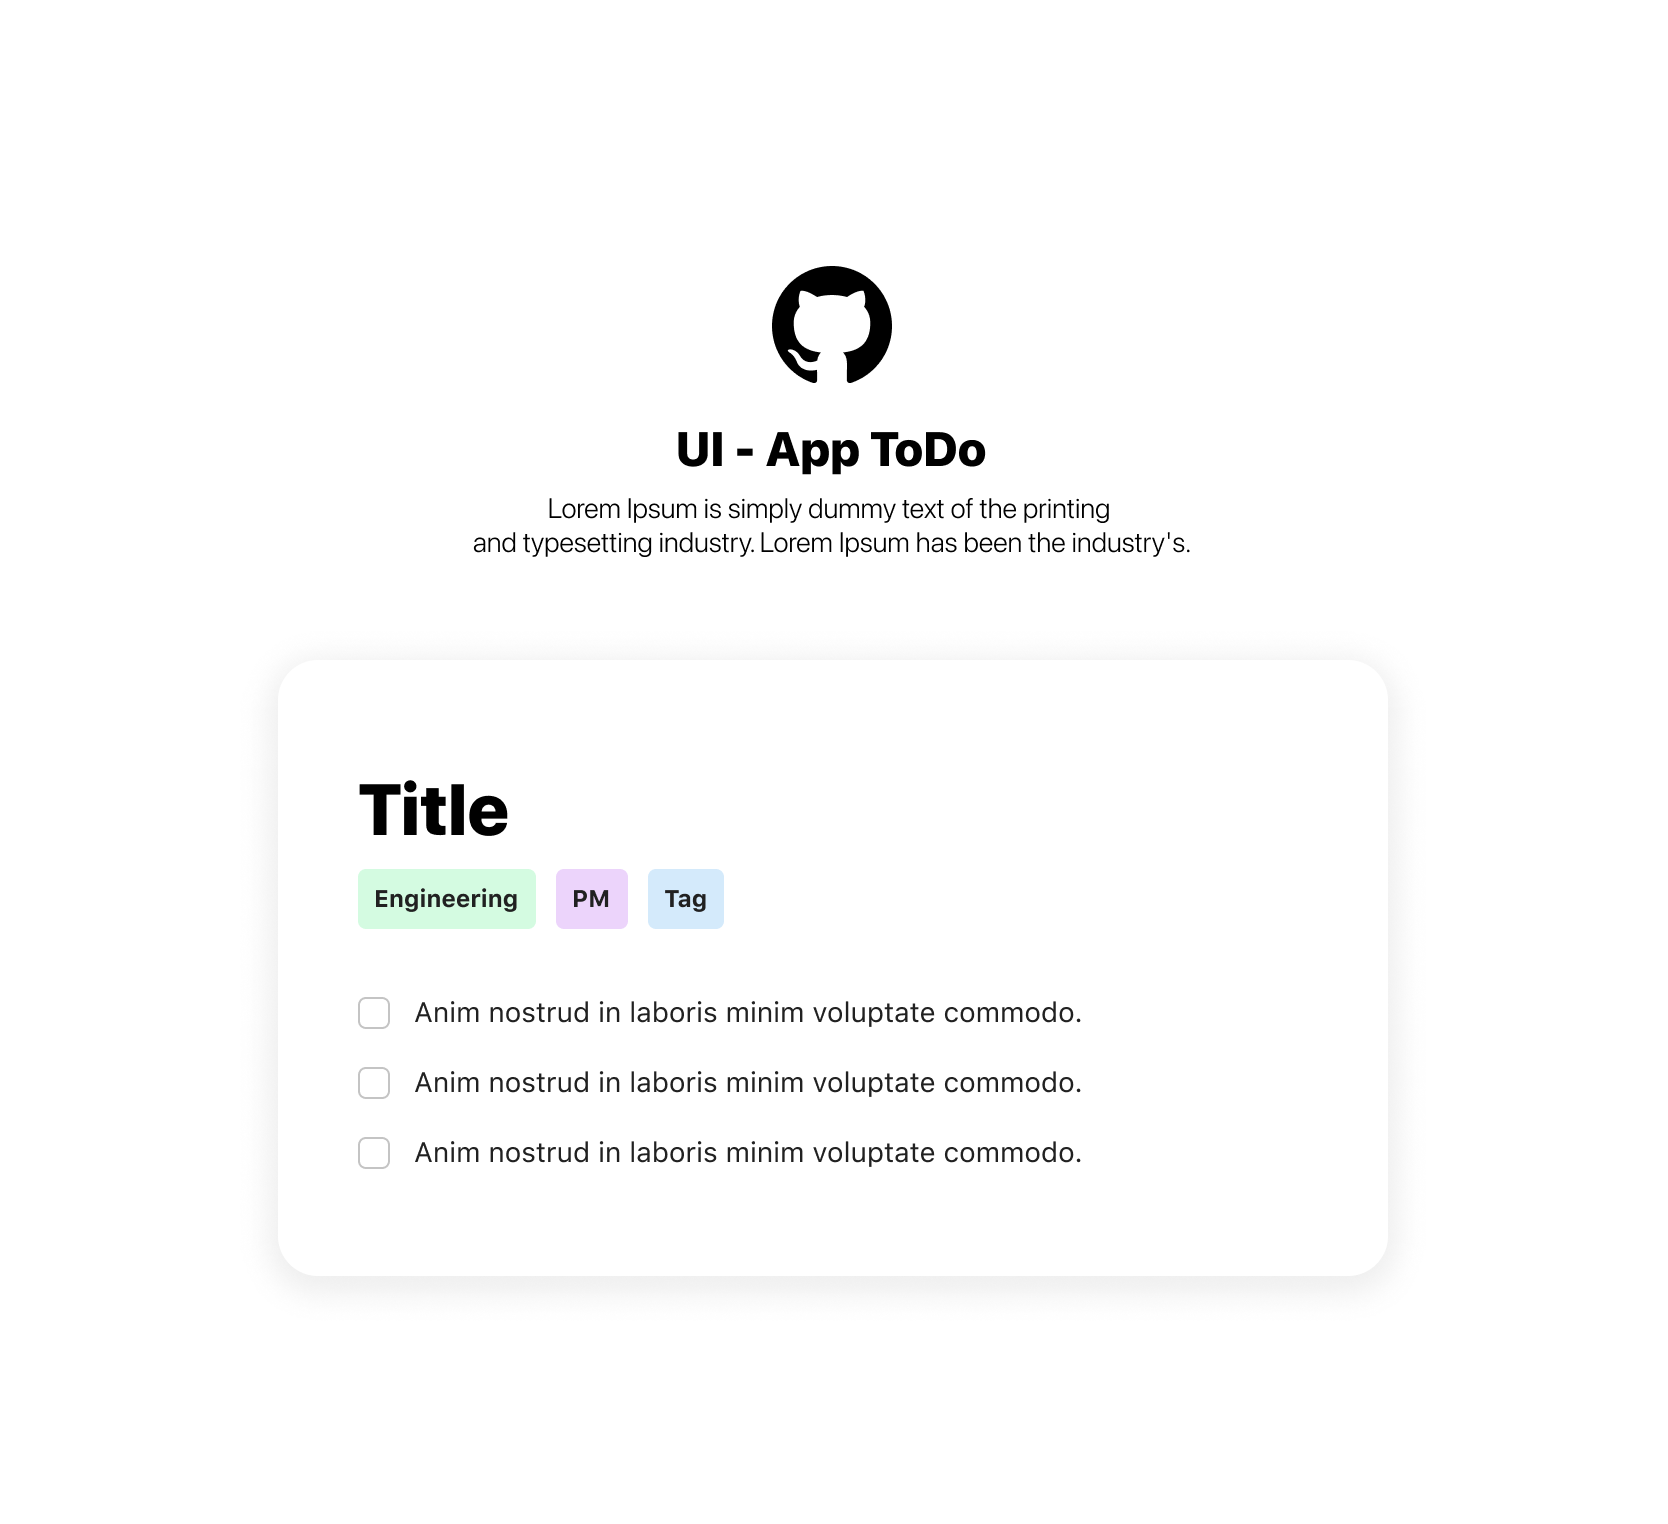 UI - App ToDo
Lorem Ipsum is simply dummy text of the printing
and typesetting industry. Lorem Ipsum has been the industry's.
Title
Engineering PM Tag
Anim nostrud in laboris minim voluptate commodo.
Anim nostrud in laboris minim voluptate commodo.
Anim nostrud in laboris minim voluptate commodo.